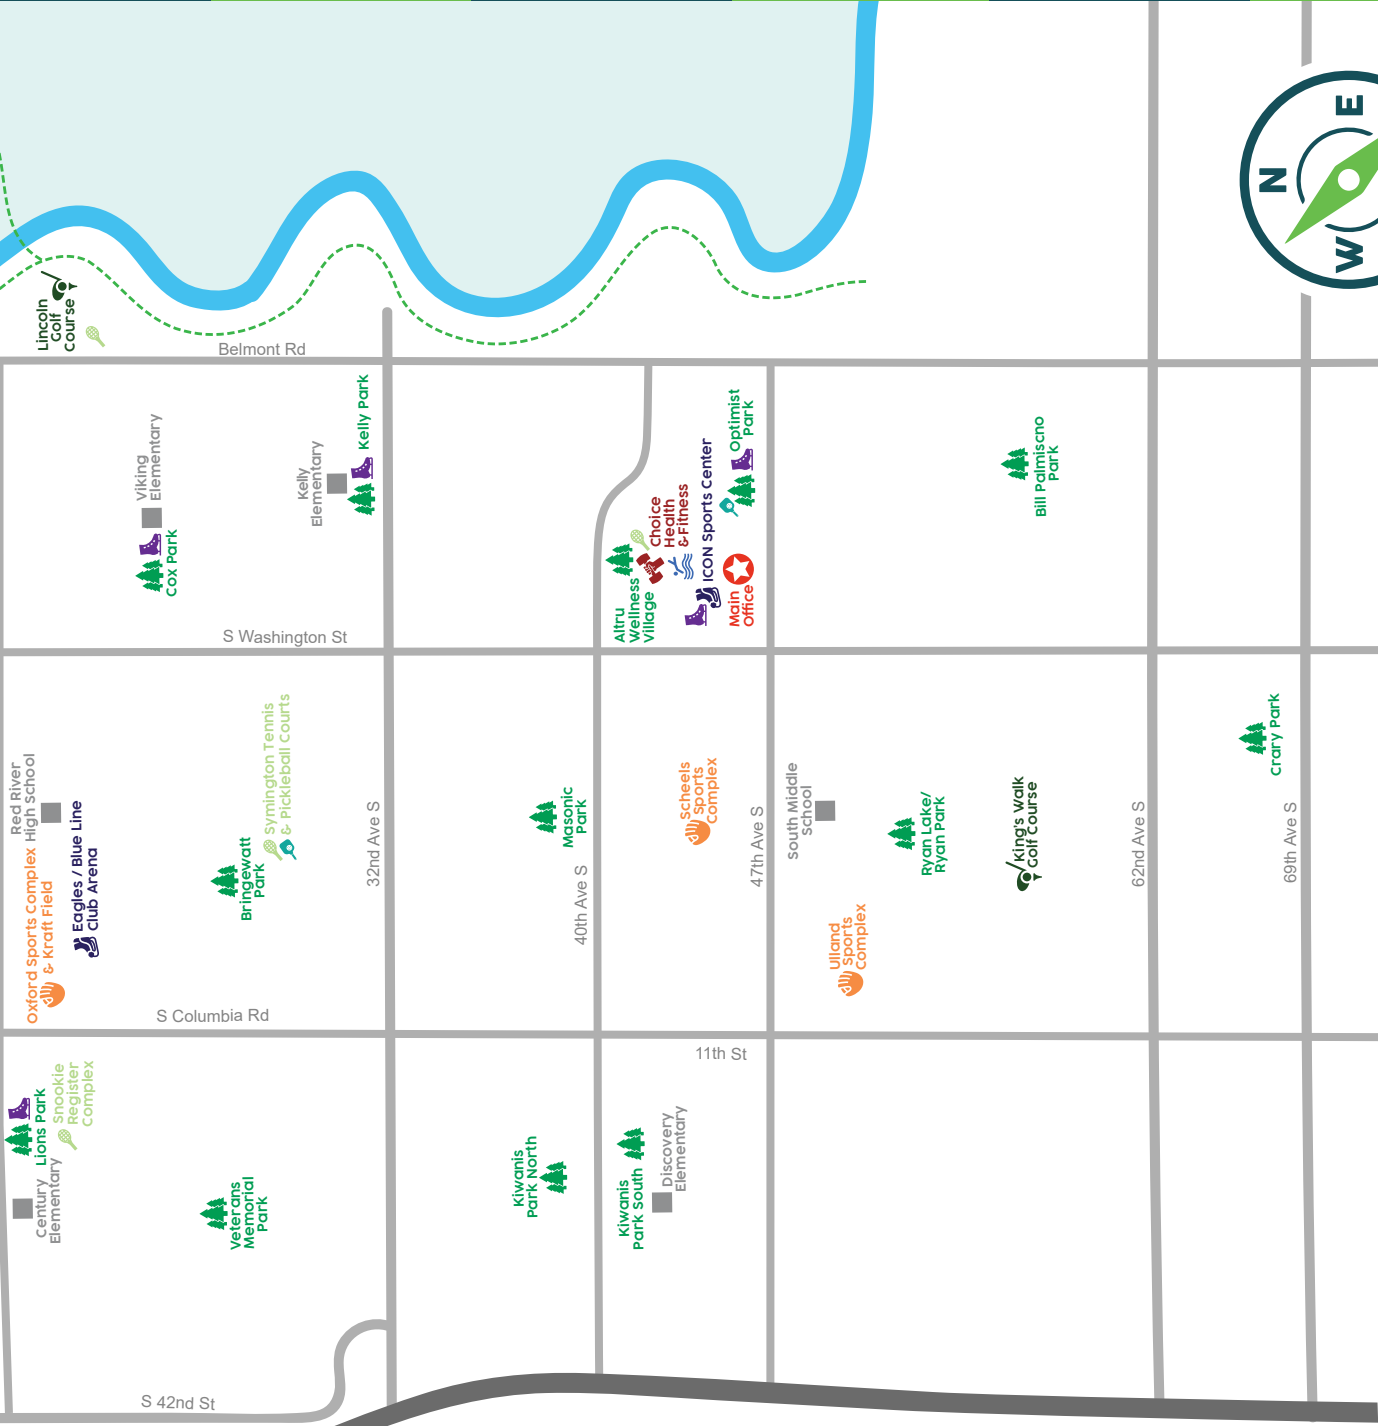 E
N
W
Lincoln
Golf
Course
Belmont Rd
Viking
Elementary
Cox Park
Kelly
Elementary
Kelly Park
Altru
Wellness
Village
Choice
Health
& Fitness
ICON Sports Center
Optimist
Park
Main
Office
Bill Palmiscno
Park
S Washington St
Red River
High School
Oxford Sports Complex
& Kraft Field
Eagles / Blue Line
Club Arena
Bringewatt
Park
Symington Tennis
& Pickleball Courts
32nd Ave S
Masonic
Park
40th Ave S
Scheels
Sports
Complex
47th Ave S
South Middle
School
Ulland
Sports
Complex
Ryan Lake/
Ryan Park
King's Walk
Golf Course
62nd Ave S
Crary Park
69th Ave S
S Columbia Rd
11th St
Lions Park
Snookie
Register
Complex
Century
Elementary
Veterans
Memorial
Park
Kiwanis
Park North
Kiwanis
Park South
Discovery
Elementary
S 42nd St